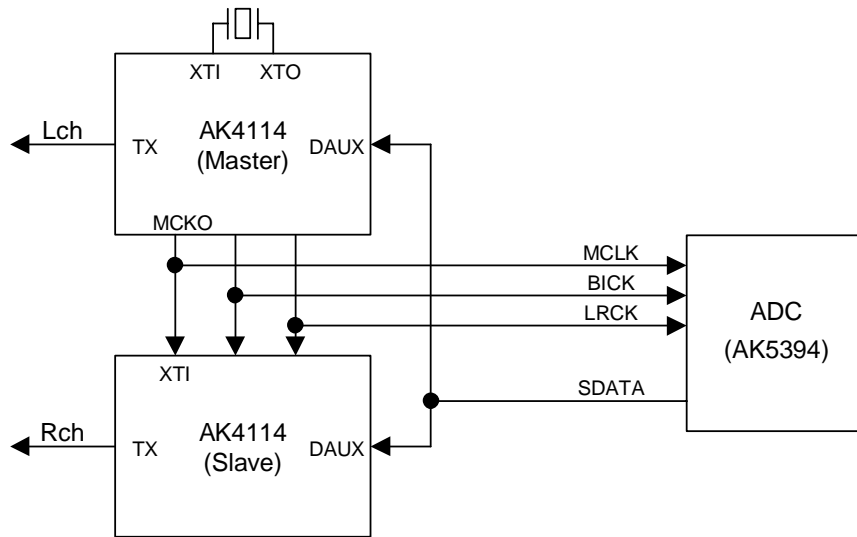 XTI XTO
Lch
TX
AK4114
(Master)
DAUX
MCKO
MCLK
BICK
LRCK
ADC
(AK5394)
SDATA
XTI
Rch
TX
AK4114
(Slave)
DAUX